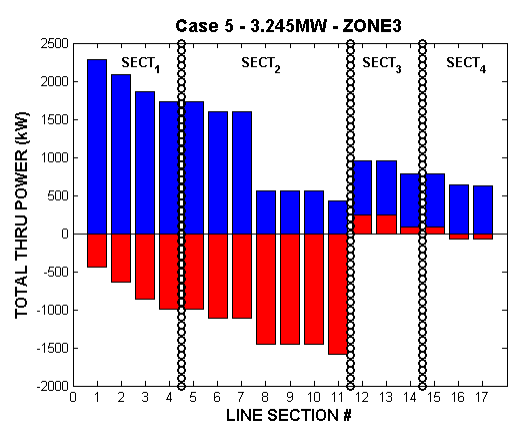 Case 5 - 3.245MW - ZONE3
TOTAL THRU POWER (kW)
2500
2000
1500
1000
500
0
-500
-1000
-1500
-2000
SECT1
SECT2
SECT3
SECT4
0 1 2 3 4 5 6 7 8 9 10 11 12 13 14 15 16 17
LINE SECTION #